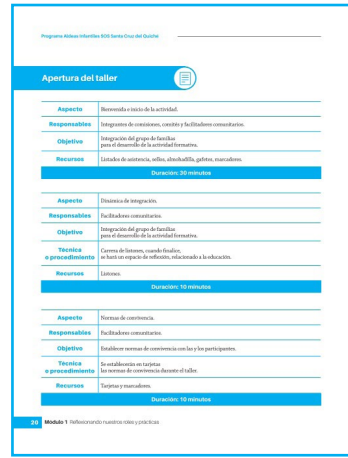 Programa Aldeas Infantiles SOS Santa Cruz del Quiché
Apertura del taller
Aspecto Bienvenida e inicio de la actividad.
Responsables Integrantes de comisiones, comités y facilitadores comunitarios.
Objetivo Integración del grupo de familias
para el desarrollo de la actividad formativa.
Recursos Listados de asistencia, sellos, almohadilla, gafetes, marcadores.
Duración: 20 minutos
Aspecto Dinámica de integración.
Responsables Facilitadores comunitarios.
Objetivo Integración del grupo de familias
para el desarrollo de la actividad formativa.
Técnica
o procedimiento Carrera de listones, cuando finalice,
se hará un espacio de reflexión, relacionado a la educación.
Recursos Listones.
Duración: 10 minutos
Aspecto Normas de convivencia.
Responsables Facilitadores comunitarios.
Objetivo Establecer normas de convivencia con las y los participantes.
Técnica
o procedimiento Se establecerán en tarjetas
las normas de convivencia durante el taller.
Recursos Tarjetas y marcadores.
Duración: 10 minutos
20 Módulo 1 Reflexionando nuestros roles y prácticas